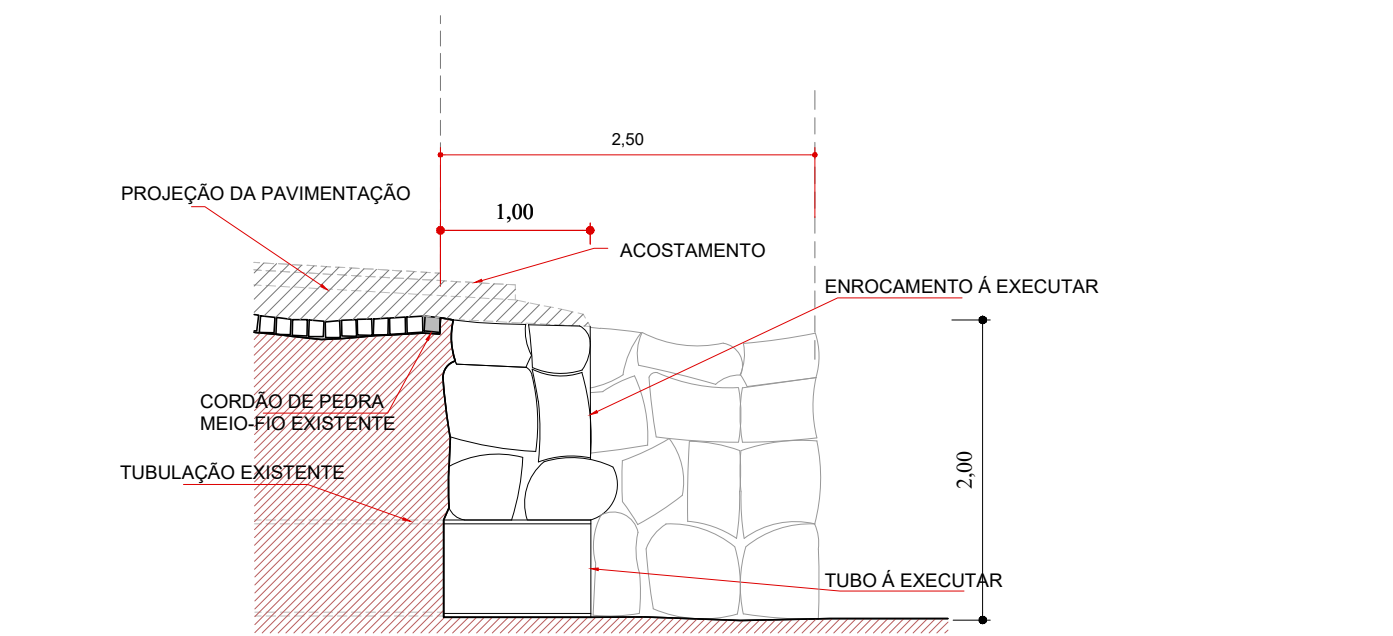 2,50
PROJEÇÃO DA PAVIMENTAÇÃO
1,00
ACOSTAMENTO
ENROCAMENTO Á EXECUTAR
CORDÃO DE PEDRA
MEIO-FIO EXISTENTE
TUBULAÇÃO EXISTENTE
2,00
TUBO Á EXECUTAR